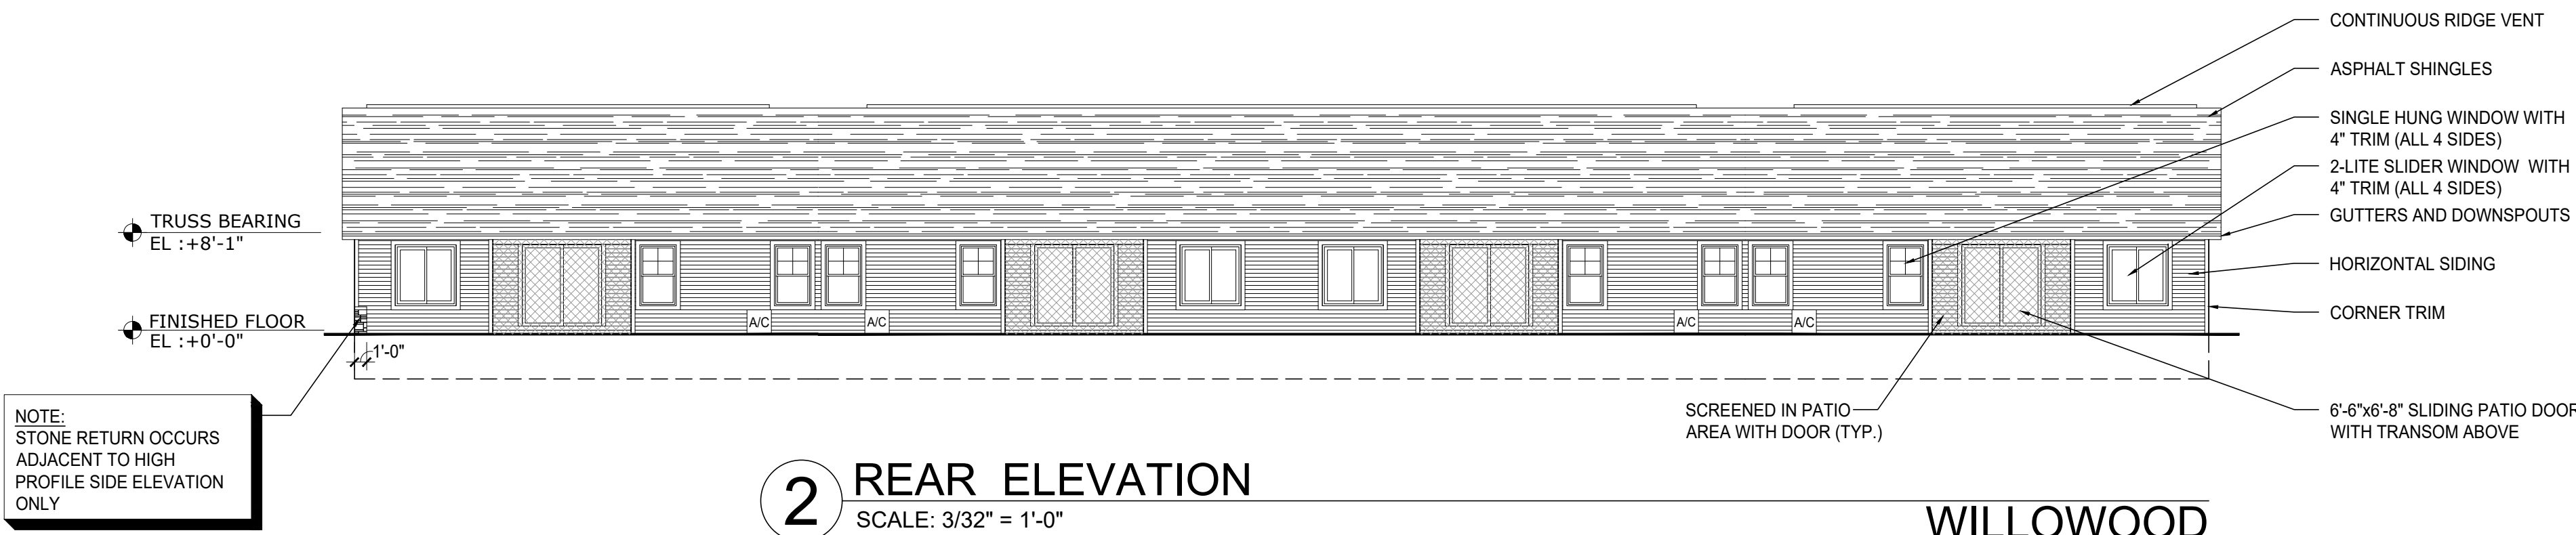 CONTINUOUS RIDGE VENT
ASPHALT SHINGLES
SINGLE HUNG WINDOW WITH
4" TRIM (ALL 4 SIDES)
2-LITE SLIDER WINDOW WITH
4" TRIM (ALL 4 SIDES)
GUTTERS AND DOWNSPOUTS
HORIZONTAL SIDING
CORNER TRIM
6'-6"x6'-8" SLIDING PATIO DOOR
WITH TRANSOM ABOVE
TRUSS BEARING
EL :+8'-1"
FINISHED FLOOR
EL :+0'-0"
1'-0"
A/C
A/C
A/C
A/C
NOTE:
STONE RETURN OCCURS
ADJACENT TO HIGH
PROFILE SIDE ELEVATION
ONLY
SCREENED IN PATIO
AREA WITH DOOR (TYP.)
2
REAR ELEVATION
SCALE: 3/32" = 1'-0"
WILLOWOOD